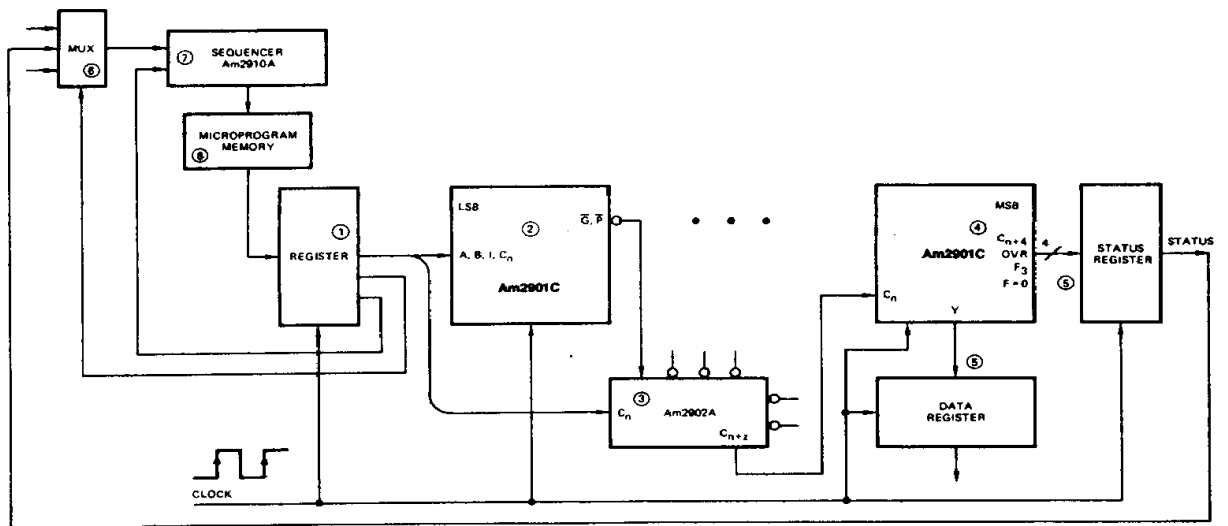 MUX
⑥
⑦
SEQUENCER
Am2910A
MICROPROGRAM
MEMORY
⑧
①
REGISTER
LSB
G̅, P̅
②
A, B, I, Cn
Am2901C
MSB
④
Cn+4
OVR
F3
F = 0
Am2901C
Cn
Y
4
STATUS
REGISTER
STATUS
⑤
⑤
DATA
REGISTER
③
Cn
Am2902A
Cn+z
CLOCK